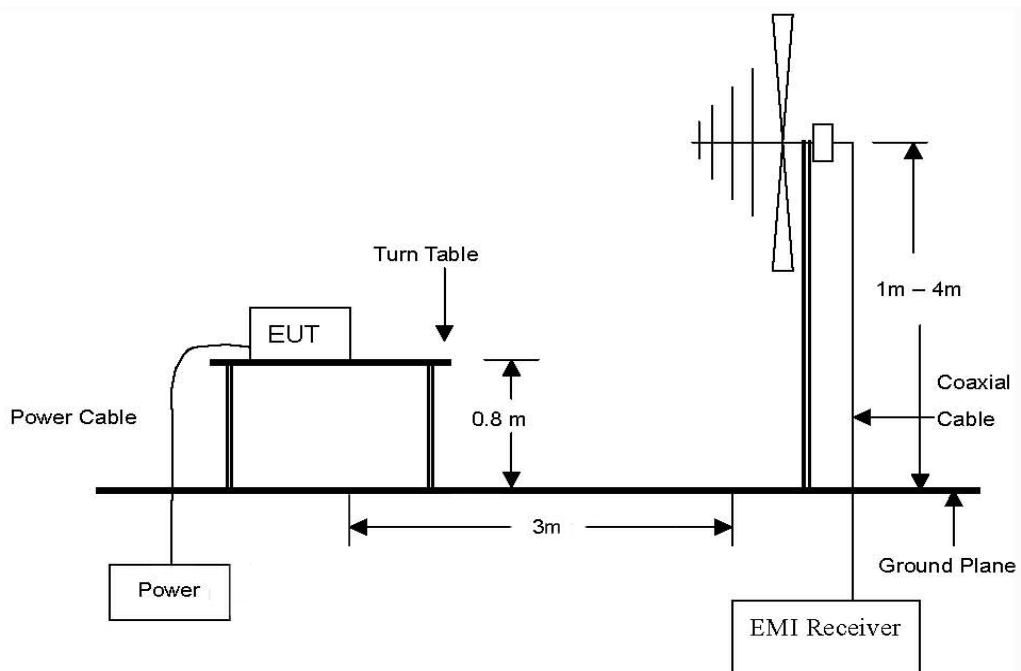 Turn Table
1m – 4m
EUT
Coaxial
Cable
Power Cable
0.8 m
3m
Ground Plane
Power
EMI Receiver